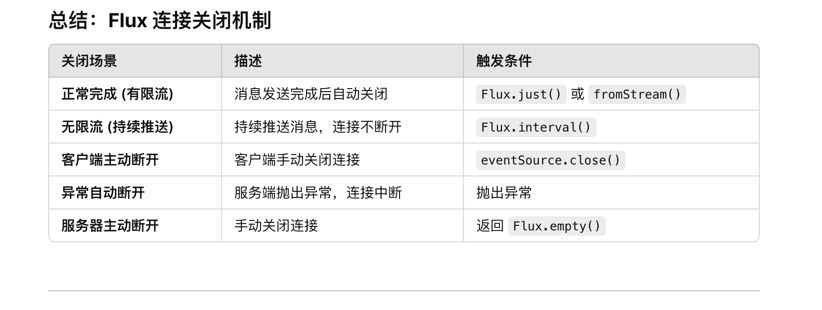 总结：Flux 连接关闭机制
关闭场景 描述 触发条件
正常完成 (有限流) 消息发送完成后自动关闭 Flux.just() 或 fromStream()
无限流 (持续推送) 持续推送消息，连接不断开 Flux.interval()
客户端主动断开 客户端手动关闭连接 eventSource.close()
异常自动断开 服务端抛出异常，连接中断 抛出异常
服务器主动断开 手动关闭连接 返回 Flux.empty()